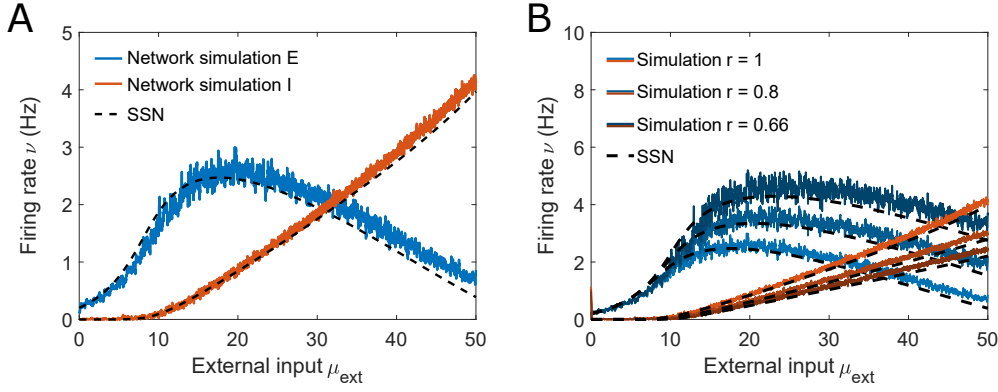 A
Firing rate ν (Hz)
5
4
3
2
1
0
Network simulation E
Network simulation I
SSN
0 10 20 30 40 50
External input μext
B
Firing rate ν (Hz)
10
8
6
4
2
0
Simulation r = 1
Simulation r = 0.8
Simulation r = 0.66
SSN
0 10 20 30 40 50
External input μext